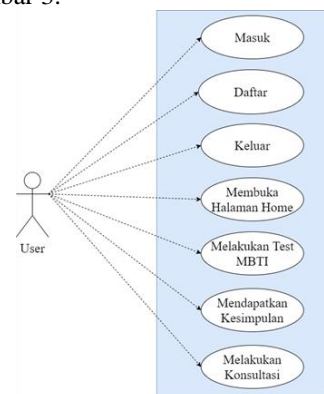 bar 3.
Masuk
Daftar
Keluar
Membuka
Halaman Home
User
Melakukan Test
MBTI
Mendapatkan
Kesimpulan
Melakukan
Konsultasi